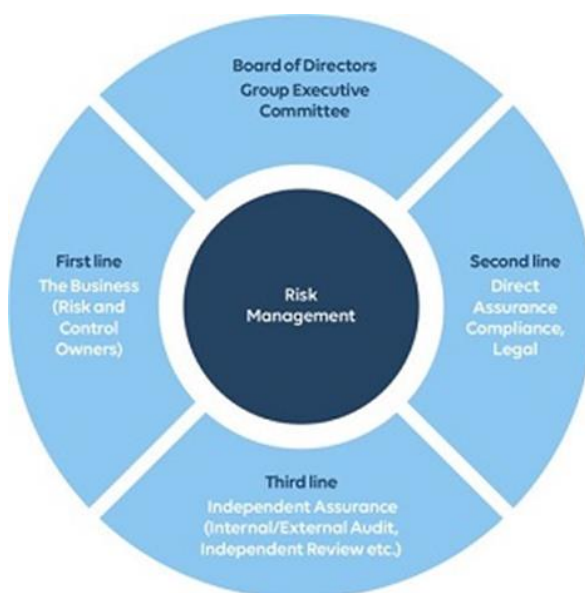 Board of Directors
Group Executive
Committee
First line
The Business
(Risk and
Control
Owners)
Risk
Management
Second line
Direct
Assurance
Compliance,
Legal
Third line
Independent Assurance
(Internal/External Audit,
Independent Review etc.)